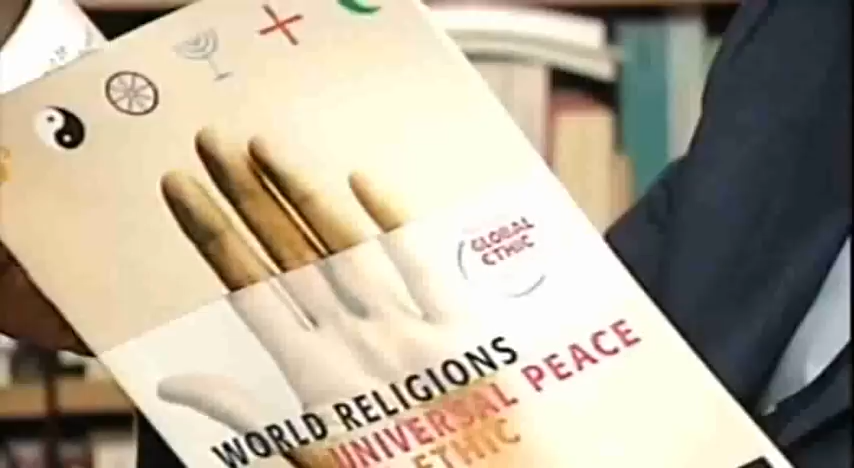 GLOBAL
ETHIC
WORLD RELIGIONS
UNIVERSAL PEACE
ETHIC